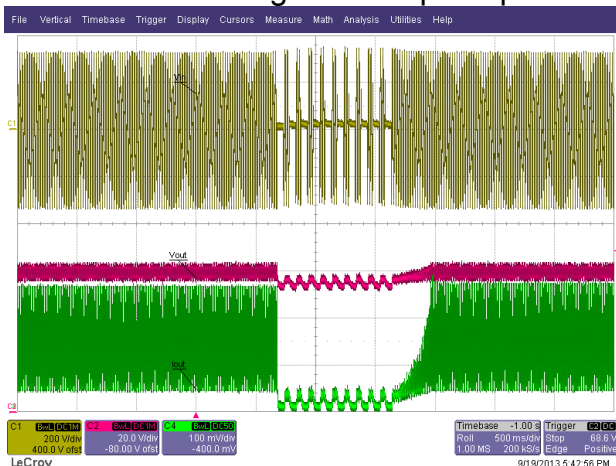 File Vertical Timebase Trigger Display Cursors Measure Math Analysis Utilities Help
Vin
C1
Vout
Iout
C1 BwL DC1M
200 V/div
400.0 V ofst
C2 BwL DC1M
20.0 V/div
-80.00 V ofst
C4 BwL DC50
100 mV/div
-400.0 mV
Timebase -1.00 s
Roll 500 ms/div
1.00 MS 200 kS/s
Trigger C2 DC
Stop 68.6 V
Edge Positive
LeCroy
9/19/2013 5:42:56 PM